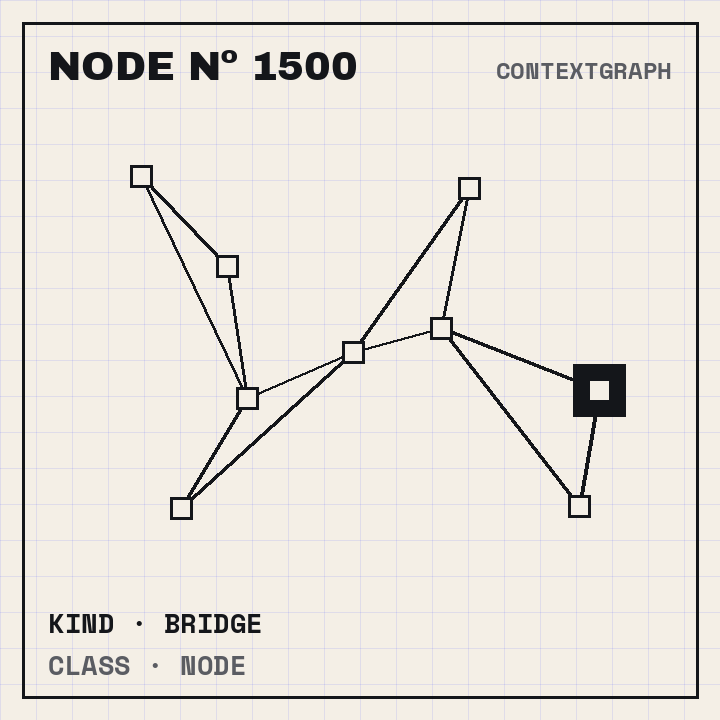 NODE Nº 1500
CONTEXTGRAPH
KIND · BRIDGE
CLASS · NODE